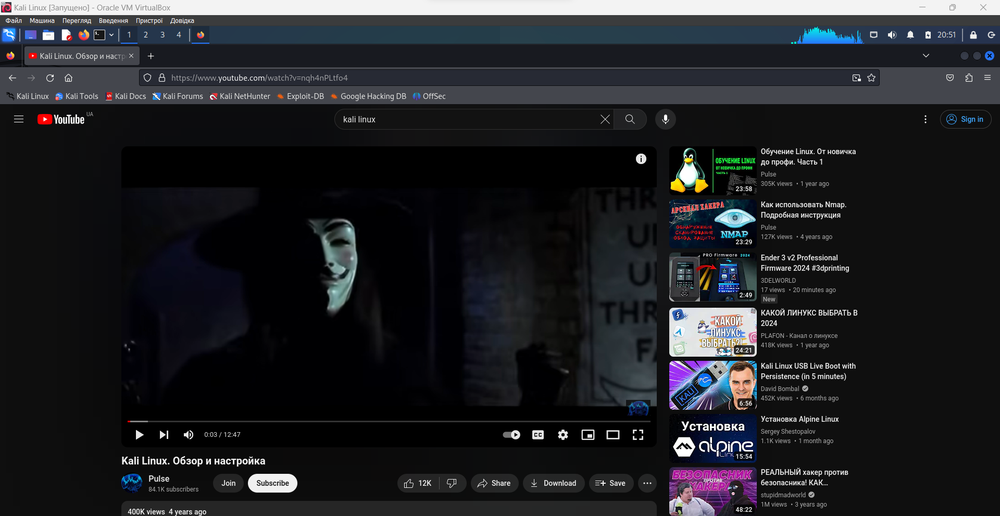 Kali Linux [Запущено] - Oracle VM VirtualBox
Файл Машина Перегляд Введення Пристрої Довідка
1 2 3 4 20:51
Kali Linux. Обзор и настр
https://www.youtube.com/watch?v=nqh4nPLtfo4
Kali Linux Kali Tools Kali Docs Kali Forums Kali NetHunter Exploit-DB Google Hacking DB OffSec
YouTube UA
kali linux
Sign in
THR
UN
UN
THR
FA
CC
0:03 / 12:47
Kali Linux. Обзор и настройка
Pulse
84.1K subscribers
Join
Subscribe
12K
Share
Download
Save
400K views 4 years ago
ОБУЧЕНИЕ LINUX
ОТ НОВИЧКА ДО ПРОФИ
ЧАСТЬ 1
23:58
Обучение Linux. От новичка
до профи. Часть 1
Pulse
305K views • 1 year ago
АРСЕНАЛ ХАКЕРА
ОБНАРУЖЕНИЕ
СКАНИРОВАНИЕ
ОБХОД ЗАЩИТЫ
NMAP
23:29
Как использовать Nmap.
Подробная инструкция
Pulse
127K views • 4 years ago
PRO Firmware 2024
2:49
Ender 3 v2 Professional
Firmware 2024 #3dprinting
3DELWORLD
17 views • 20 minutes ago
New
КАКОЙ
ЛИНУКС
ВЫБРАТЬ?!
24:21
КАКОЙ ЛИНУКС ВЫБРАТЬ В
2024
PLAFON - Канал о линуксе
418K views • 1 year ago
KALI
6:56
Kali Linux USB Live Boot with
Persistence (in 5 minutes)
David Bombal
452K views • 6 months ago
Установка
alpine
Linux
15:54
Установка Alpine Linux
Sergey Shestopalov
1.1K views • 1 month ago
БЕЗОПАСНИК
ПРОТИВ
ХАКЕРА
48:22
РЕАЛЬНЫЙ хакер против
безопасника! КАК...
stupidmadworld
1M views • 3 years ago